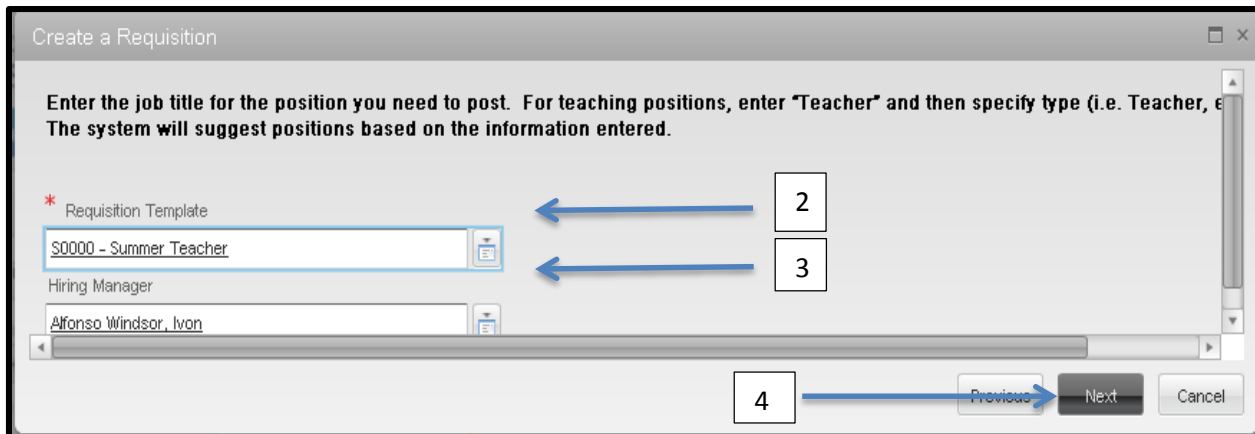 Create a Requisition
Enter the job title for the position you need to post. For teaching positions, enter "Teacher" and then specify type (i.e. Teacher,
The system will suggest positions based on the information entered.
* Requisition Template
2
S0000 - Summer Teacher
3
Hiring Manager
Alfonso Windsor, Ivon
4
Previous
Next
Cancel